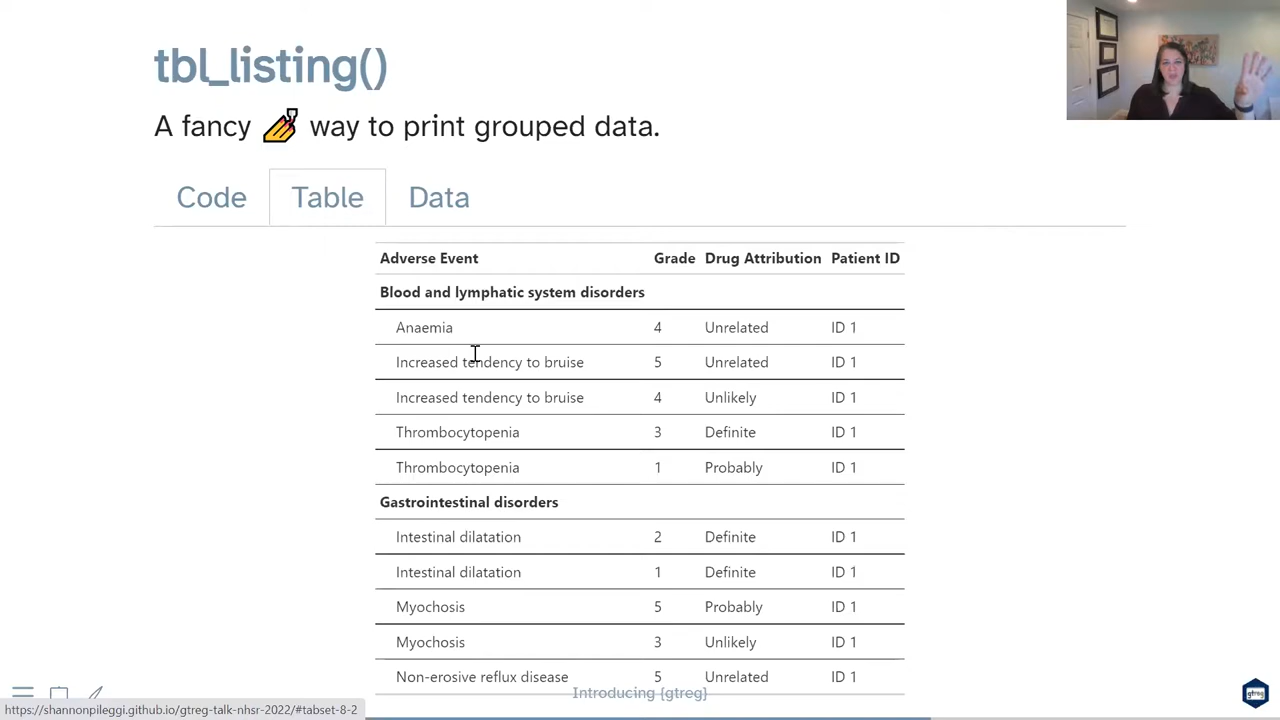 tbl_listing()
A fancy 💅 way to print grouped data.
Code Table Data
Adverse Event Grade Drug Attribution Patient ID
Blood and lymphatic system disorders
Anaemia 4 Unrelated ID 1
Increased tendency to bruise 5 Unrelated ID 1
Increased tendency to bruise 4 Unlikely ID 1
Thrombocytopenia 3 Definite ID 1
Thrombocytopenia 1 Probably ID 1
Gastrointestinal disorders
Intestinal dilatation 2 Definite ID 1
Intestinal dilatation 1 Definite ID 1
Myochosis 5 Probably ID 1
Myochosis 3 Unlikely ID 1
Non-erosive reflux disease 5 Unrelated ID 1
Introducing {gtreg}
gtreg
https://shannonpileggi.github.io/gtreg-talk-nhsr-2022/#tabset-8-2